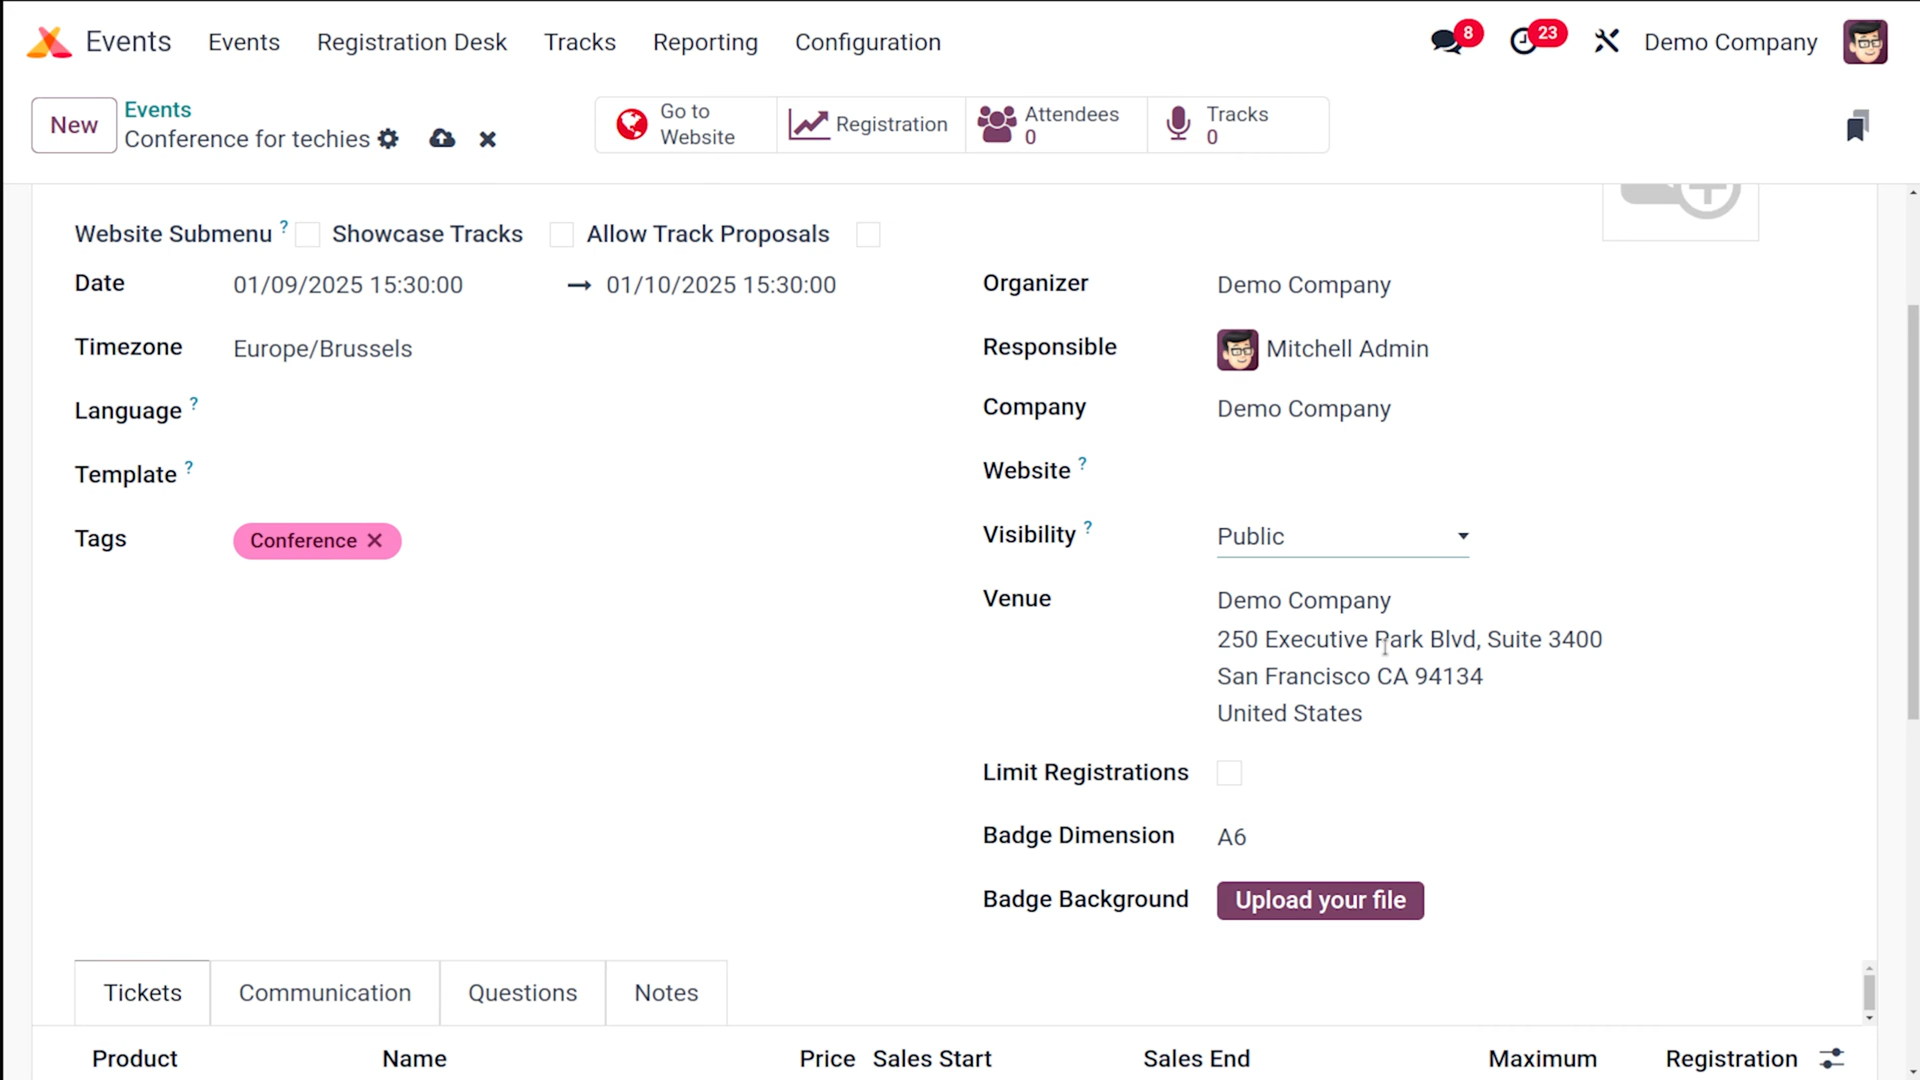 Events Events Registration Desk Tracks Reporting Configuration 8 23 Demo Company
New
Events
Conference for techies
Go to
Website
Registration
Attendees
0
Tracks
0
Website Submenu ? Showcase Tracks Allow Track Proposals
Date 01/09/2025 15:30:00 → 01/10/2025 15:30:00
Timezone Europe/Brussels
Language ?
Template ?
Tags Conference ×
Organizer Demo Company
Responsible Mitchell Admin
Company Demo Company
Website ?
Visibility ? Public
Venue Demo Company
250 Executive Park Blvd, Suite 3400
San Francisco CA 94134
United States
Limit Registrations
Badge Dimension A6
Badge Background Upload your file
Tickets Communication Questions Notes
Product Name Price Sales Start Sales End Maximum Registration